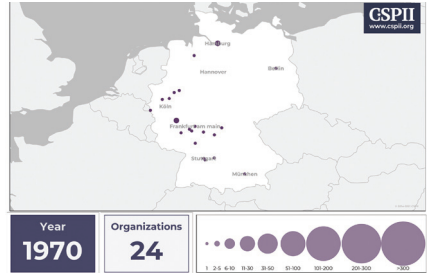 GSPII
www.cspii.org
Hamburg
Hannover
Berlin
Köln
Frankfurt am main
Stuttgart
München
Year
1970
Organizations
24
1 2-5 6-10 11-30 31-50 51-100 101-200 201-300 >300